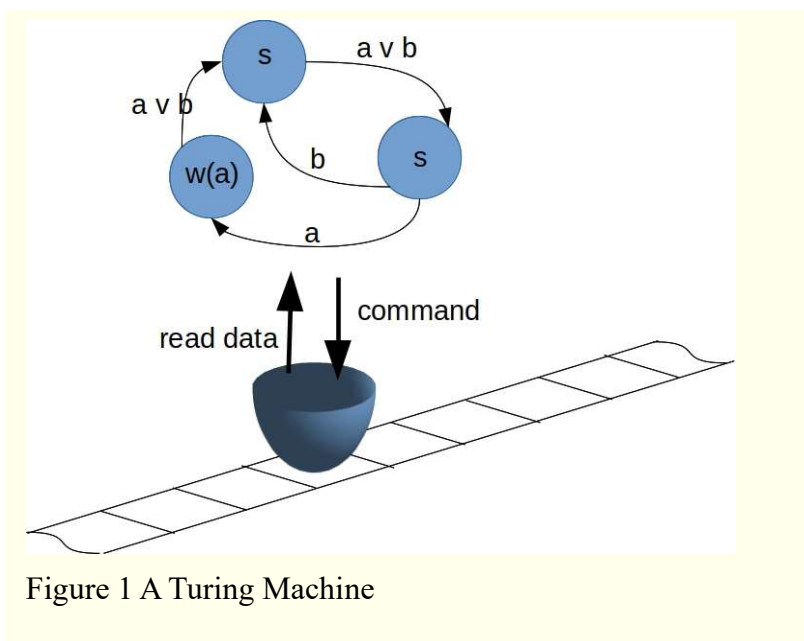 s
a v b
a v b
b
s
w(a)
a
command
read data
Figure 1 A Turing Machine